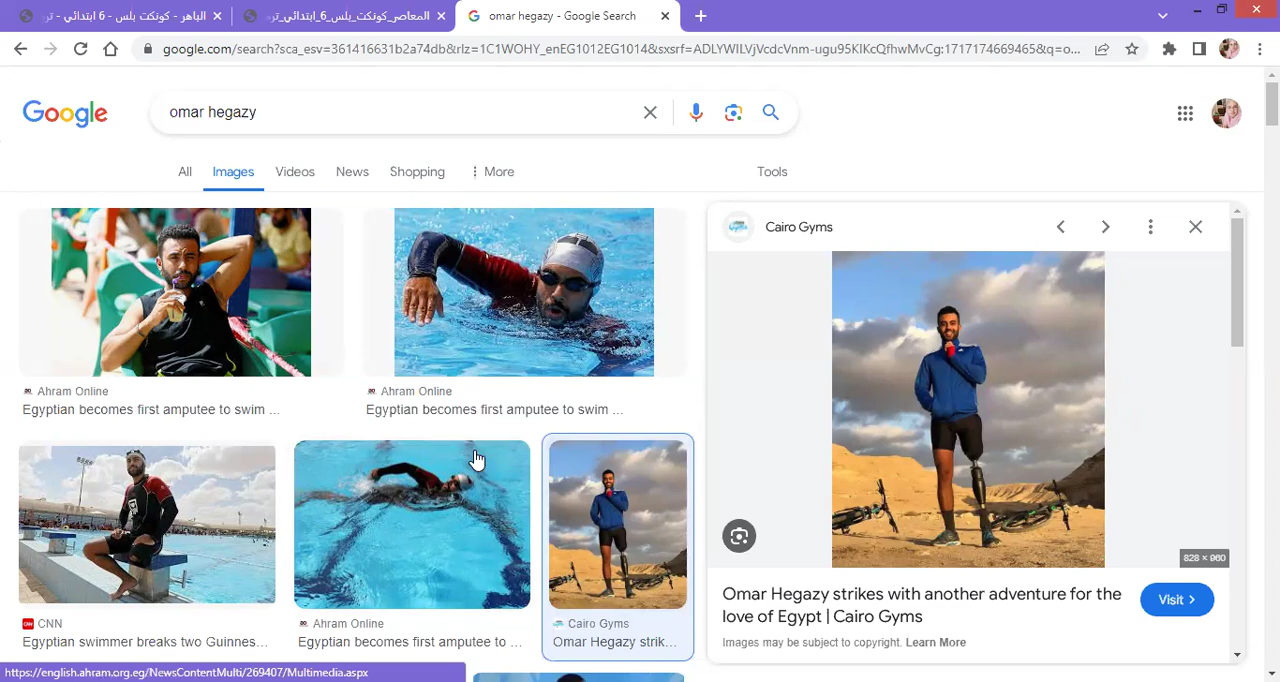 الباهر - كونكت بلس - 6 ابتدائي - تر
المعاصر_كونكت_بلس_6_ابتدائي_تر
omar hegazy - Google Search
google.com/search?sca_esv=361416631b2a74db&rlz=1C1WOHY_enEG1012EG1014&sxsrf=ADLYWILVjVcdcVnm-ugu95KlKcQfhwMvCg:1717174669465&q=o...
Google
omar hegazy
All
Images
Videos
News
Shopping
More
Tools
Ahram Online
Egyptian becomes first amputee to swim ...
Ahram Online
Egyptian becomes first amputee to swim ...
CNN
Egyptian swimmer breaks two Guinnes...
Ahram Online
Egyptian becomes first amputee to ...
Cairo Gyms
Omar Hegazy strik...
Cairo Gyms
828 × 960
Omar Hegazy strikes with another adventure for the
love of Egypt | Cairo Gyms
Visit
Images may be subject to copyright. Learn More
https://english.ahram.org.eg/NewsContentMulti/269407/Multimedia.aspx